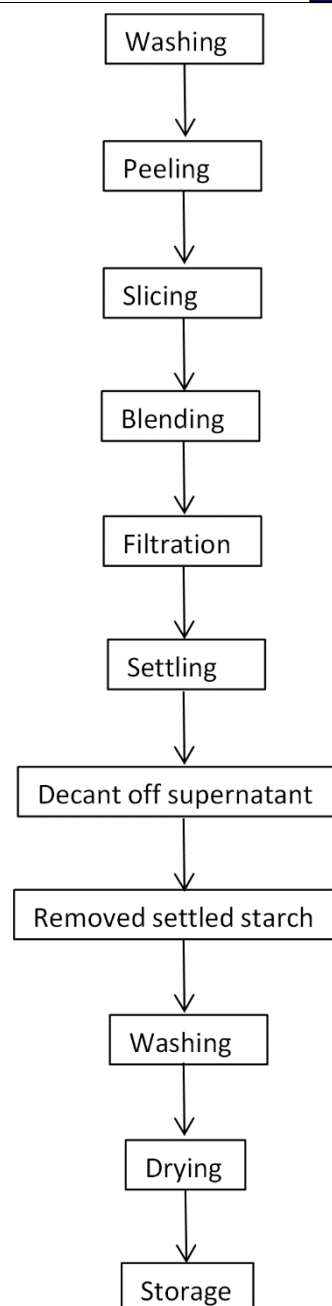 Washing
Peeling
Slicing
Blending
Filtration
Settling
Decant off supernatant
Removed settled starch
Washing
Drying
Storage